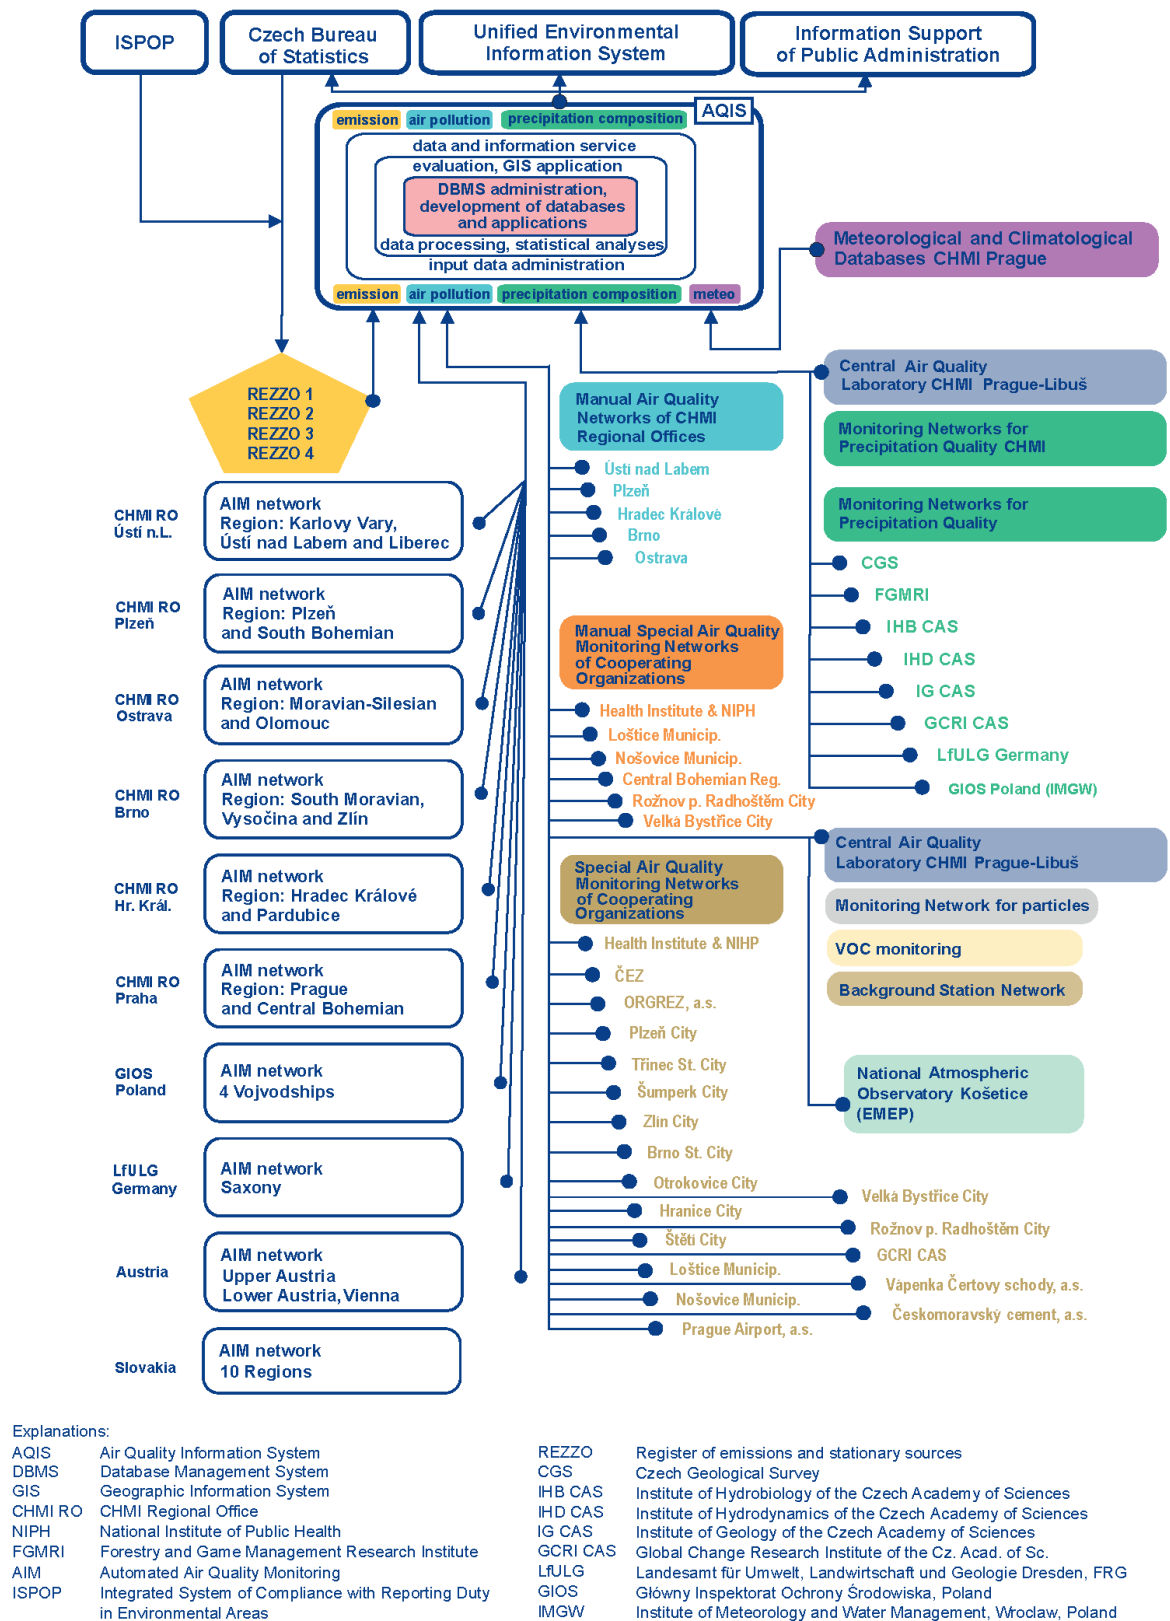 ISPOP
Czech Bureau
of Statistics
Unified Environmental
Information System
Information Support
of Public Administration
AQIS
emission
air pollution
precipitation composition
data and information service
evaluation, GIS application
DBMS administration,
development of databases
and applications
data processing, statistical analyses
input data administration
emission
air pollution
precipitation composition
meteo
Meteorological and Climatological
Databases CHMI Prague
REZZO 1
REZZO 2
REZZO 3
REZZO 4
CHMI RO
Ústí n.L.
AIM network
Region: Karlovy Vary,
Ústí nad Labem and Liberec
CHMI RO
Plzeň
AIM network
Region: Plzeň
and South Bohemian
CHMI RO
Ostrava
AIM network
Region: Moravian-Silesian
and Olomouc
CHMI RO
Brno
AIM network
Region: South Moravian,
Vysočina and Zlín
CHMI RO
Hr. Král.
AIM network
Region: Hradec Králové
and Pardubice
CHMI RO
Praha
AIM network
Region: Prague
and Central Bohemian
GIOS
Poland
AIM network
4 Vojvodships
LfULG
Germany
AIM network
Saxony
Austria
AIM network
Upper Austria
Lower Austria, Vienna
Slovakia
AIM network
10 Regions
Manual Air Quality
Networks of CHMI
Regional Offices
Ústí nad Labem
Plzeň
Hradec Králové
Brno
Ostrava
Manual Special Air Quality
Monitoring Networks
of Cooperating
Organizations
Health Institute & NIPH
Loštice Municip.
Nošovice Municip.
Central Bohemian Reg.
Rožnov p. Radhoštěm City
Velká Bystřice City
Special Air Quality
Monitoring Networks
of Cooperating
Organizations
Health Institute & NIHP
ČEZ
ORGREZ, a.s.
Plzeň City
Třinec St. City
Šumperk City
Zlín City
Brno St. City
Otrokovice City
Velká Bystřice City
Hranice City
Rožnov p. Radhoštěm City
Štětí City
GCRI CAS
Loštice Municip.
Vápenka Čertovy schody, a.s.
Nošovice Municip.
Českomoravský cement, a.s.
Prague Airport, a.s.
Central Air Quality
Laboratory CHMI Prague-Libuš
Monitoring Networks for
Precipitation Quality CHMI
Monitoring Networks for
Precipitation Quality
CGS
FGMRI
IHB CAS
IHD CAS
IG CAS
GCRI CAS
LfULG Germany
GIOS Poland (IMGW)
Central Air Quality
Laboratory CHMI Prague-Libuš
Monitoring Network for particles
VOC monitoring
Background Station Network
National Atmospheric
Observatory Košetice
(EMEP)
Explanations:
AQIS Air Quality Information System
DBMS Database Management System
GIS Geographic Information System
CHMI RO CHMI Regional Office
NIPH National Institute of Public Health
FGMRI Forestry and Game Management Research Institute
AIM Automated Air Quality Monitoring
ISPOP Integrated System of Compliance with Reporting Duty
in Environmental Areas
REZZO Register of emissions and stationary sources
CGS Czech Geological Survey
IHB CAS Institute of Hydrobiology of the Czech Academy of Sciences
IHD CAS Institute of Hydrodynamics of the Czech Academy of Sciences
IG CAS Institute of Geology of the Czech Academy of Sciences
GCRI CAS Global Change Research Institute of the Cz. Acad. of Sc.
LfULG Landesamt für Umwelt, Landwirtschaft und Geologie Dresden, FRG
GIOS Główny Inspektorat Ochrony Środowiska, Poland
IMGW Institute of Meteorology and Water Management, Wroclaw, Poland